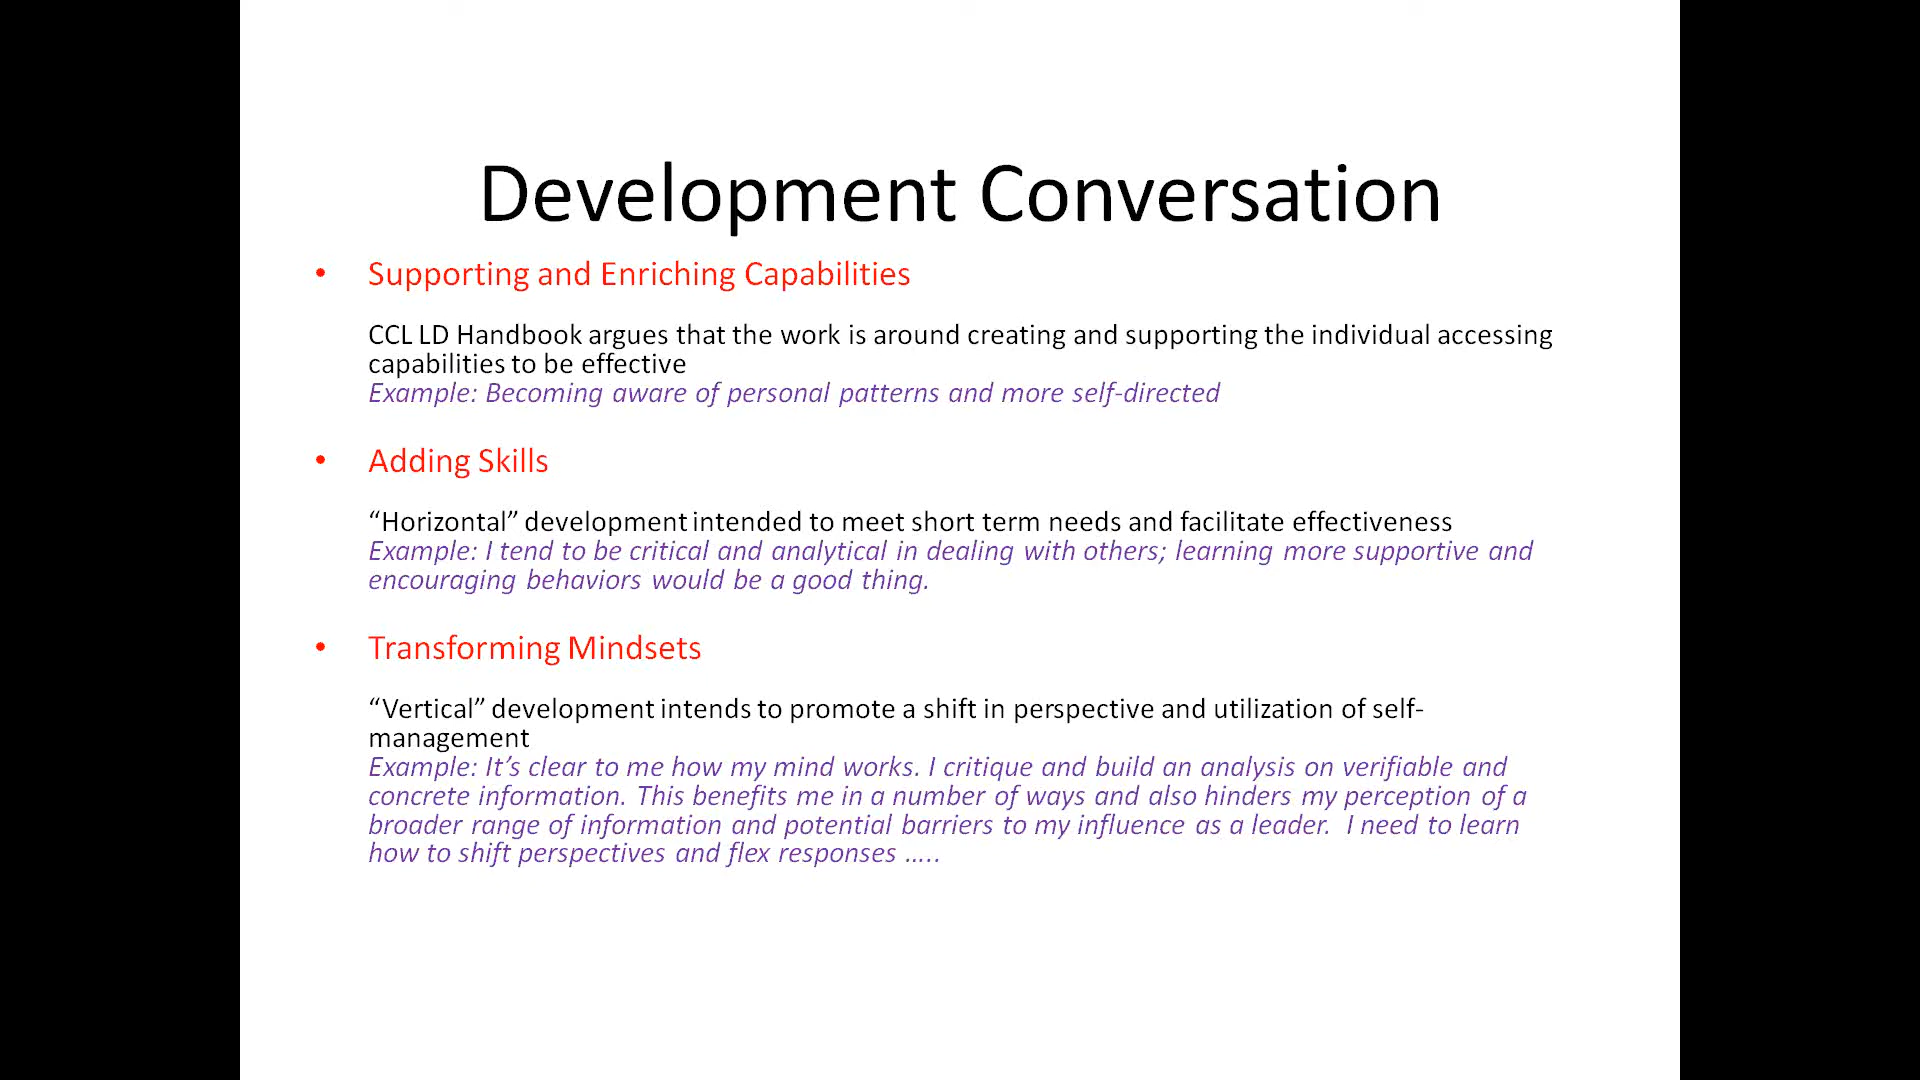 Development Conversation
• Supporting and Enriching Capabilities
CCL LD Handbook argues that the work is around creating and supporting the individual accessing
capabilities to be effective
Example: Becoming aware of personal patterns and more self-directed
• Adding Skills
“Horizontal” development intended to meet short term needs and facilitate effectiveness
Example: I tend to be critical and analytical in dealing with others; learning more supportive and
encouraging behaviors would be a good thing.
• Transforming Mindsets
“Vertical” development intends to promote a shift in perspective and utilization of self-
management
Example: It’s clear to me how my mind works. I critique and build an analysis on verifiable and
concrete information. This benefits me in a number of ways and also hinders my perception of a
broader range of information and potential barriers to my influence as a leader.  I need to learn
how to shift perspectives and flex responses …..